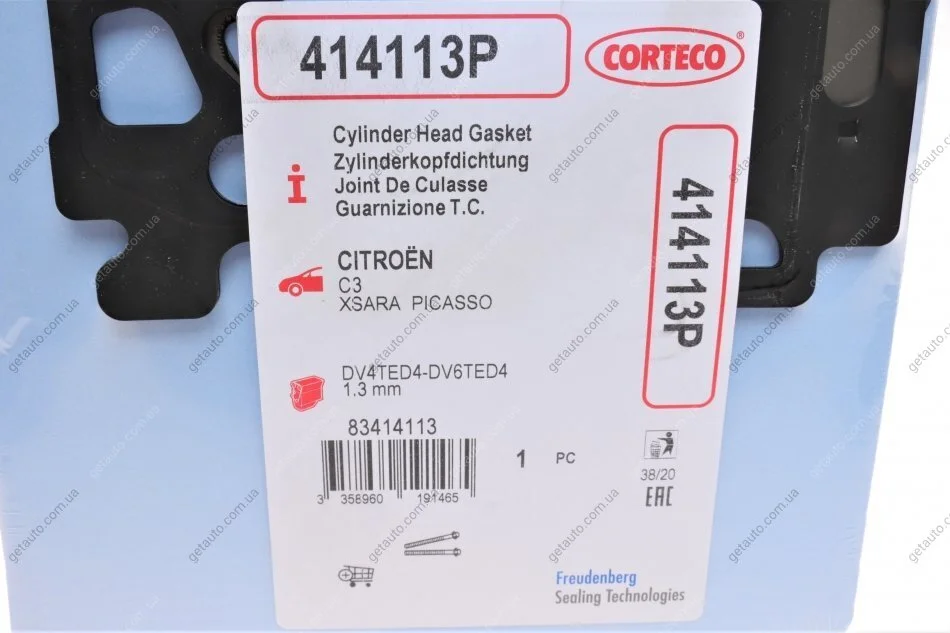 414113P
CORTECO®
Cylinder Head Gasket
Zylinderkopfdichtung
Joint De Culasse
Guarnizione T.C.
i
414113P
CITROËN
C3
XSARA PICASSO
DV4TED4-DV6TED4
1.3 mm
83414113
1 PC
3 358960 191465
38/20
EAC
Freudenberg
Sealing Technologies
getauto.com.ua